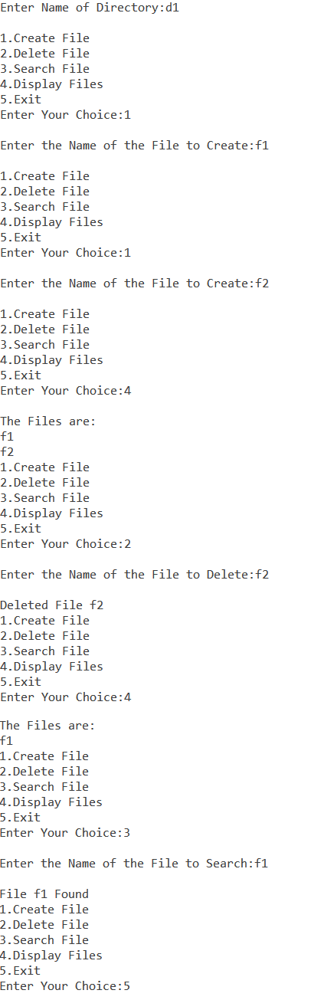 Enter Name of Directory:d1
1.Create File
2.Delete File
3.Search File
4.Display Files
5.Exit
Enter Your Choice:1
Enter the Name of the File to Create:f1
1.Create File
2.Delete File
3.Search File
4.Display Files
5.Exit
Enter Your Choice:1
Enter the Name of the File to Create:f2
1.Create File
2.Delete File
3.Search File
4.Display Files
5.Exit
Enter Your Choice:4
The Files are:
f1
f2
1.Create File
2.Delete File
3.Search File
4.Display Files
5.Exit
Enter Your Choice:2
Enter the Name of the File to Delete:f2
Deleted File f2
1.Create File
2.Delete File
3.Search File
4.Display Files
5.Exit
Enter Your Choice:4
The Files are:
f1
1.Create File
2.Delete File
3.Search File
4.Display Files
5.Exit
Enter Your Choice:3
Enter the Name of the File to Search:f1
File f1 Found
1.Create File
2.Delete File
3.Search File
4.Display Files
5.Exit
Enter Your Choice:5